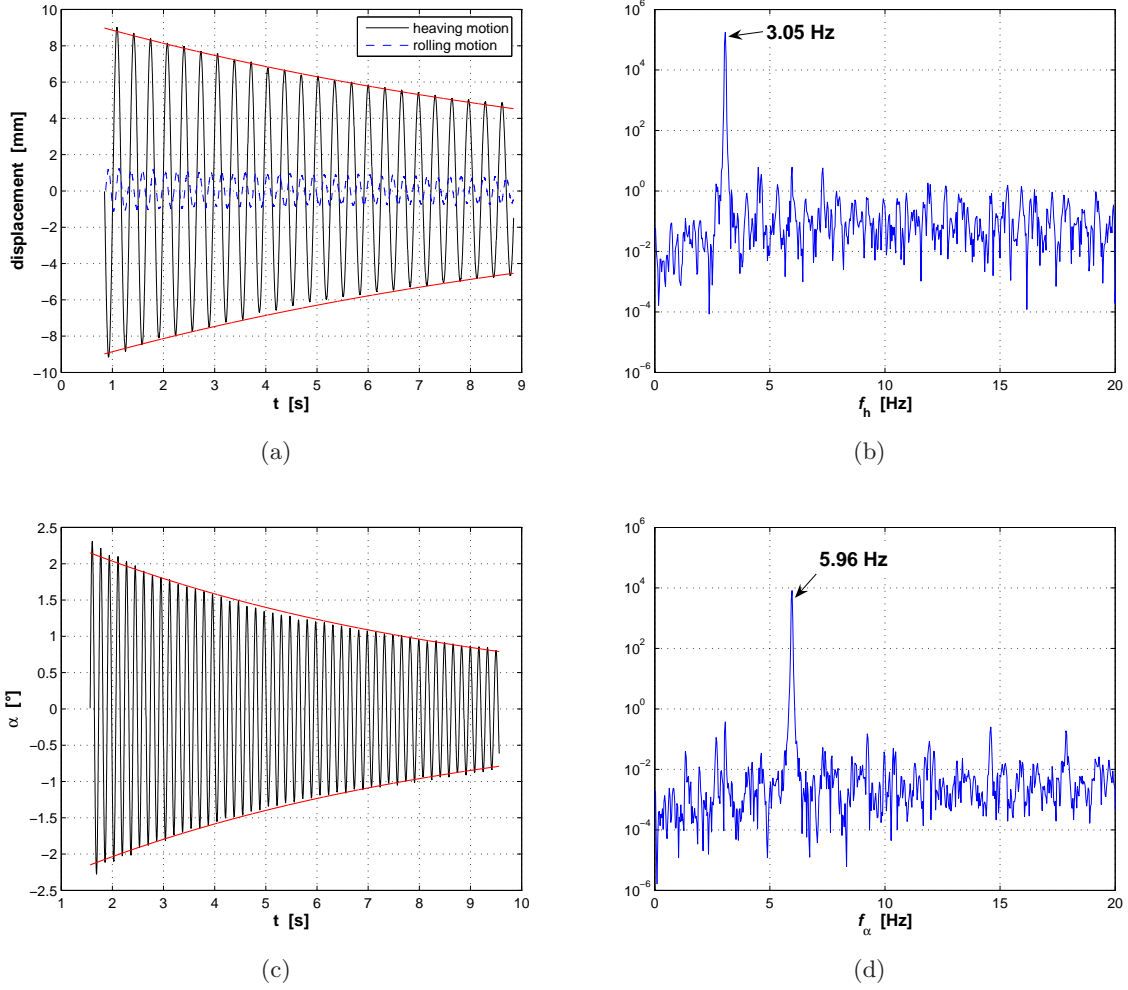 heaving motion
rolling motion
10
8
6
4
2
0
−2
−4
−6
−8
−10
displacement [mm]
0 1 2 3 4 5 6 7 8 9
t [s]
(a)
3.05 Hz
10^6
10^4
10^2
10^0
10^−2
10^−4
10^−6
0 5 10 15 20
f_h [Hz]
(b)
2.5
2
1.5
1
0.5
0
−0.5
−1
−1.5
−2
−2.5
α [°]
1 2 3 4 5 6 7 8 9 10
t [s]
(c)
5.96 Hz
10^6
10^4
10^2
10^0
10^−2
10^−4
10^−6
0 5 10 15 20
f_α [Hz]
(d)